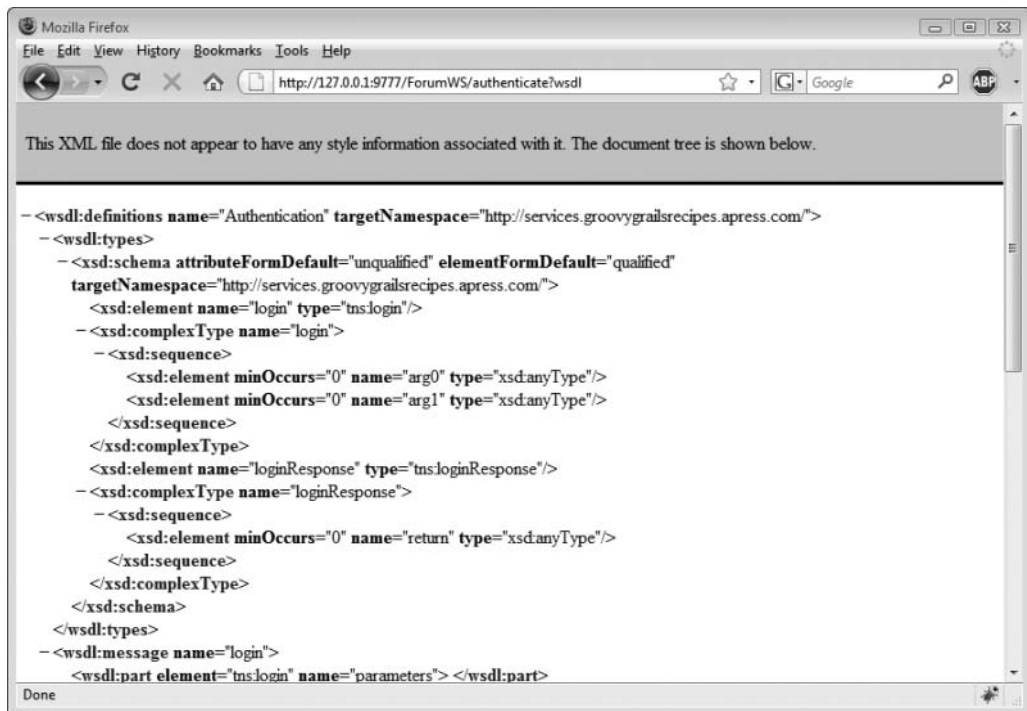 Mozilla Firefox
File Edit View History Bookmarks Tools Help
http://127.0.0.1:9777/ForumWS/authenticate?wsdl
G
Google
ABP
This XML file does not appear to have any style information associated with it. The document tree is shown below.
− <wsdl:definitions name="Authentication" targetNamespace="http://services.groovygrailsrecipes.apress.com/">
− <wsdl:types>
− <xsd:schema attributeFormDefault="unqualified" elementFormDefault="qualified"
targetNamespace="http://services.groovygrailsrecipes.apress.com/">
<xsd:element name="login" type="tns:login"/>
− <xsd:complexType name="login">
− <xsd:sequence>
<xsd:element minOccurs="0" name="arg0" type="xsd:anyType"/>
<xsd:element minOccurs="0" name="arg1" type="xsd:anyType"/>
</xsd:sequence>
</xsd:complexType>
<xsd:element name="loginResponse" type="tns:loginResponse"/>
− <xsd:complexType name="loginResponse">
− <xsd:sequence>
<xsd:element minOccurs="0" name="return" type="xsd:anyType"/>
</xsd:sequence>
</xsd:complexType>
</xsd:schema>
</wsdl:types>
− <wsdl:message name="login">
<wsdl:part element="tns:login" name="parameters"> </wsdl:part>
Done